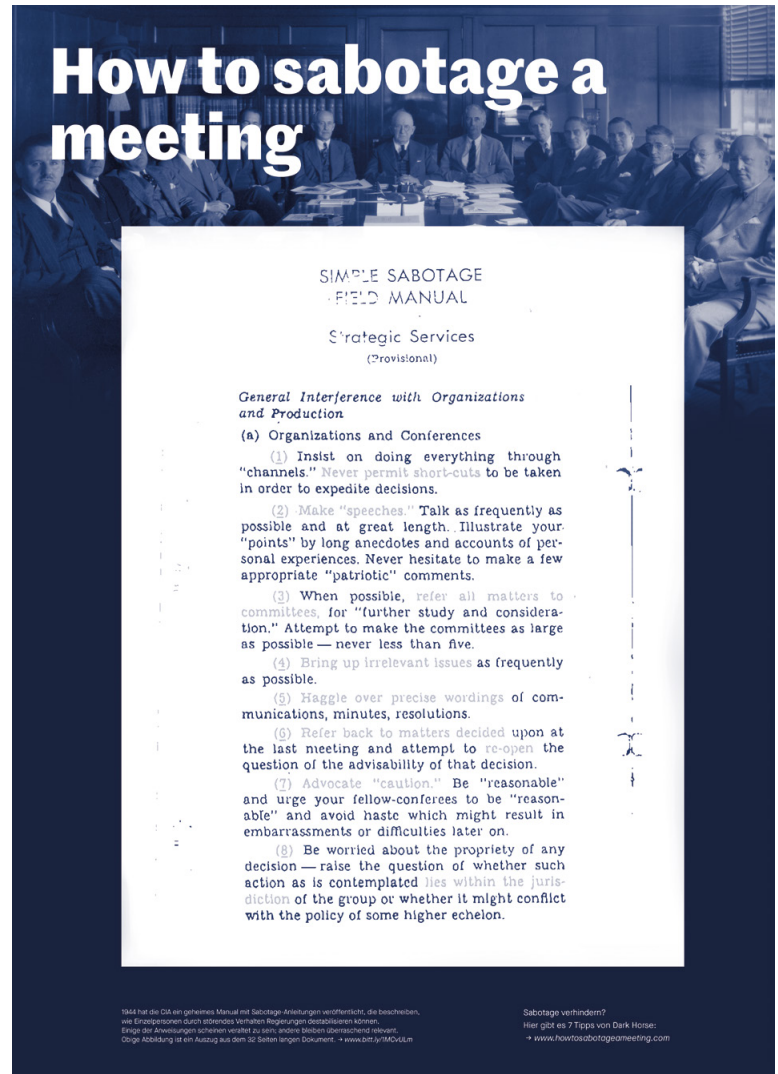 How to sabotage a
meeting
SIMPLE SABOTAGE
FIELD MANUAL
Strategic Services
(Provisional)
General Interference with Organizations
and Production
(a) Organizations and Conferences
(1) Insist on doing everything through
"channels." Never permit short-cuts to be taken
in order to expedite decisions.
(2) Make "speeches." Talk as frequently as
possible and at great length. Illustrate your
"points" by long anecdotes and accounts of per-
sonal experiences. Never hesitate to make a few
appropriate "patriotic" comments.
(3) When possible, refer all matters to
committees, for "further study and considera-
tion." Attempt to make the committees as large
as possible — never less than five.
(4) Bring up irrelevant issues as frequently
as possible.
(5) Haggle over precise wordings of com-
munications, minutes, resolutions.
(6) Refer back to matters decided upon at
the last meeting and attempt to re-open the
question of the advisability of that decision.
(7) Advocate "caution." Be "reasonable"
and urge your fellow-conferees to be "reason-
able" and avoid haste which might result in
embarrassments or difficulties later on.
(8) Be worried about the propriety of any
decision — raise the question of whether such
action as is contemplated lies within the juris-
diction of the group or whether it might conflict
with the policy of some higher echelon.
1944 hat die CIA ein geheimes Manual mit Sabotage-Anleitungen veröffentlicht, die beschreiben,
wie Einzelpersonen durch störendes Verhalten Regierungen destabilisieren können.
Einige der Anweisungen scheinen veraltet zu sein; andere bleiben überraschend relevant.
Obige Abbildung ist ein Auszug aus dem 32 Seiten langen Dokument. → www.bitt.ly/1MCvULm
Sabotage verhindern?
Hier gibt es 7 Tipps von Dark Horse:
→ www.howtosabotageameeting.com